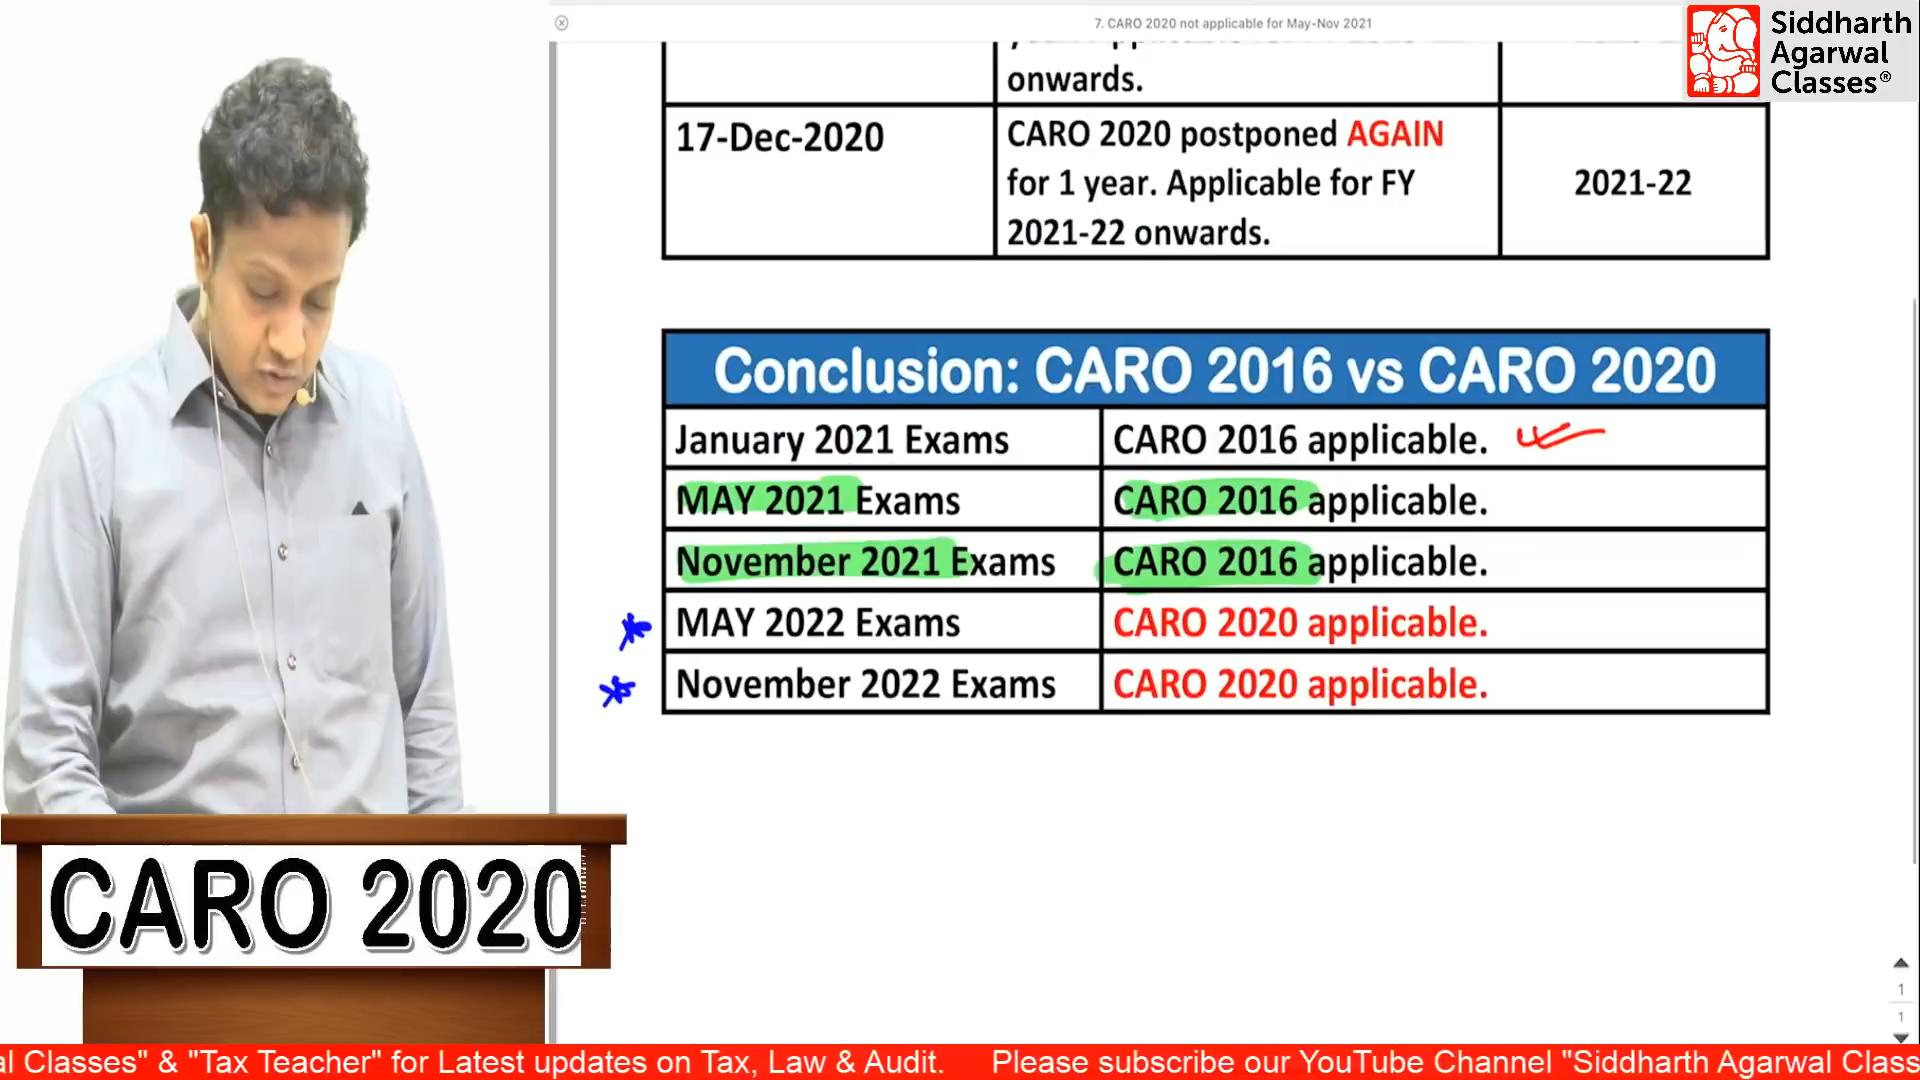 7. CARO 2020 not applicable for May-Nov 2021
Siddharth
Agarwal
Classes®
onwards.
17-Dec-2020
CARO 2020 postponed AGAIN
for 1 year. Applicable for FY
2021-22 onwards.
2021-22
Conclusion: CARO 2016 vs CARO 2020
January 2021 Exams
CARO 2016 applicable.
MAY 2021 Exams
CARO 2016 applicable.
November 2021 Exams
CARO 2016 applicable.
MAY 2022 Exams
CARO 2020 applicable.
November 2022 Exams
CARO 2020 applicable.
CARO 2020
1
1
al Classes" & "Tax Teacher" for Latest updates on Tax, Law & Audit. Please subscribe our YouTube Channel "Siddharth Agarwal Class